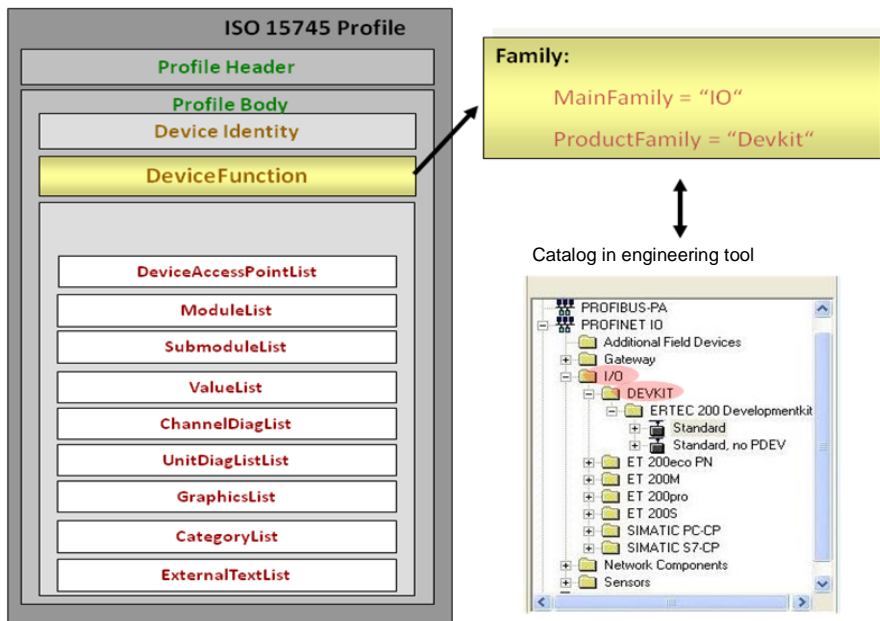 ISO 15745 Profile
Profile Header
Profile Body
Device Identity
DeviceFunction
DeviceAccessPointList
ModuleList
SubmoduleList
ValueList
ChannelDiagList
UnitDiagListList
GraphicsList
CategoryList
ExternalTextList
Family:
MainFamily = “IO“
ProductFamily = “Devkit“
Catalog in engineering tool
PROFIBUS-PA
PROFINET IO
Additional Field Devices
Gateway
I/O
DEVKIT
ERTEC 200 Developmentkit
Standard
Standard, no PDEV
ET 200eco PN
ET 200M
ET 200pro
ET 200S
SIMATIC PC-CP
SIMATIC S7-CP
Network Components
Sensors